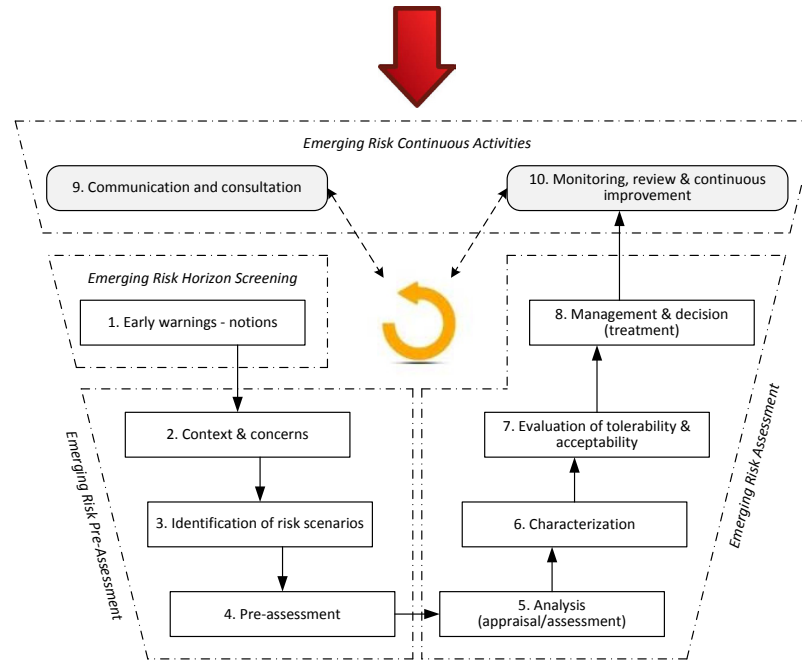 Emerging Risk Continuous Activities
9. Communication and consultation
10. Monitoring, review & continuous
improvement
Emerging Risk Horizon Screening
1. Early warnings - notions
8. Management & decision
(treatment)
Emerging Risk Pre-Assessment
2. Context & concerns
7. Evaluation of tolerability &
acceptability
Emerging Risk Assessment
3. Identification of risk scenarios
6. Characterization
4. Pre-assessment
5. Analysis
(appraisal/assessment)